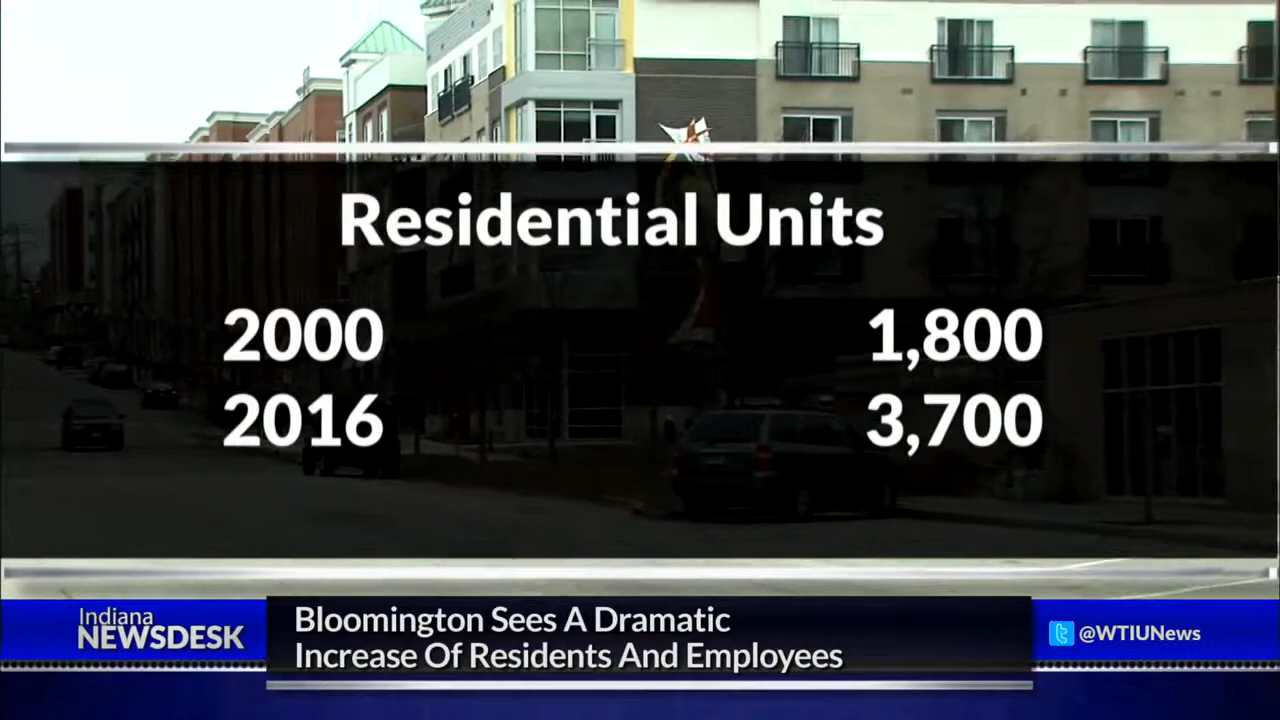 Residential Units
2000 1,800
2016 3,700
Indiana
NEWSDESK
Bloomington Sees A Dramatic
Increase Of Residents And Employees
@WTIUNews